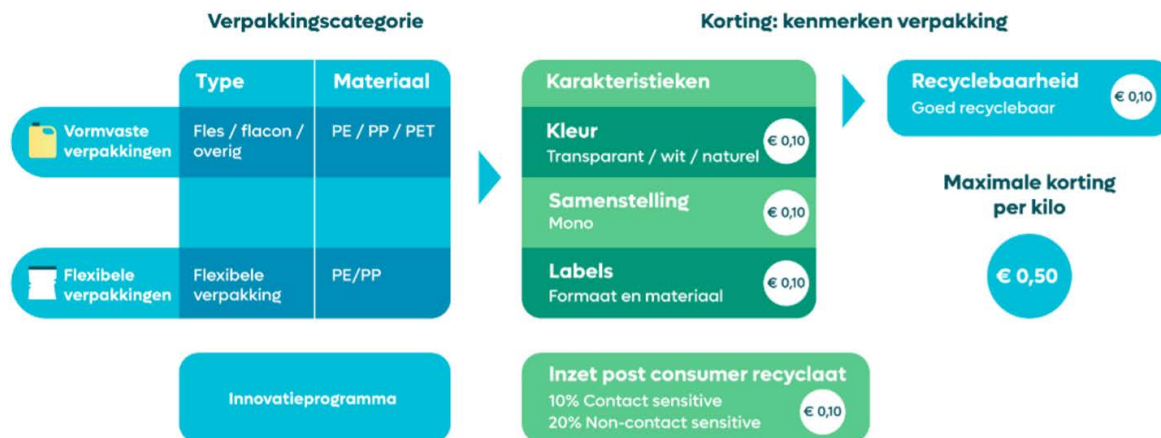 Verpakkingscategorie
Korting: kenmerken verpakking
Type
Materiaal
Vormvaste
verpakkingen
Fles / flacon /
overig
PE / PP / PET
Flexibele
verpakkingen
Flexibele
verpakking
PE/PP
Innovatieprogramma
Karakteristieken
Kleur
Transparant / wit / naturel
€ 0,10
Samenstelling
Mono
€ 0,10
Labels
Formaat en materiaal
€ 0,10
Inzet post consumer recyclaat
10% Contact sensitive
20% Non-contact sensitive
€ 0,10
Recyclebaarheid
Goed recyclebaar
€ 0,10
Maximale korting
per kilo
€ 0,50